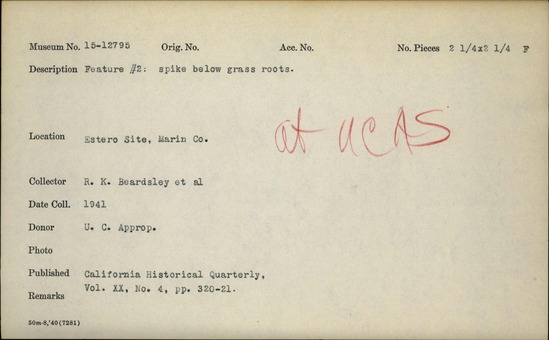 Museum No. 15-12795 Orig. No. Acc. No. No. Pieces 2 1/4x2 1/4 F
Description Feature #2: spike below grass roots.
at UCAS
Location Estero Site, Marin Co.
Collector R. K. Beardsley et al
Date Coll. 1941
Donor U. C. Approp.
Photo
Published California Historical Quarterly,
Vol. XX, No. 4, pp. 320-21.
Remarks
50m-8,'40(7281)